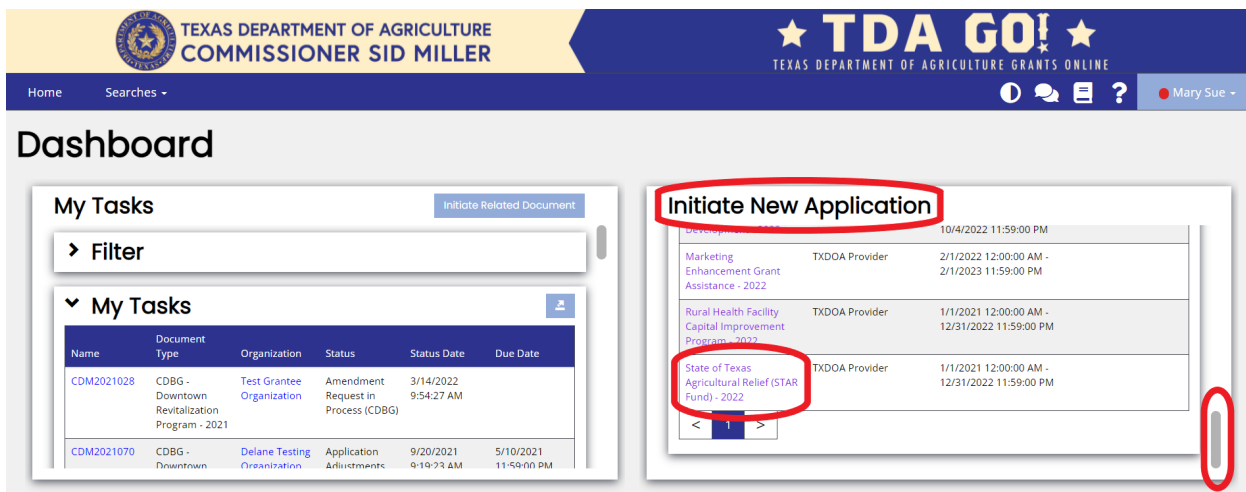 TEXAS DEPARTMENT OF AGRICULTURE
COMMISSIONER SID MILLER
TDA GO!
TEXAS DEPARTMENT OF AGRICULTURE GRANTS ONLINE
Home Searches
? Mary Sue
Dashboard
My Tasks
Initiate Related Document
Filter
My Tasks
Name Document Type Organization Status Status Date Due Date
CDM2021028 CDBG - Test Grantee Amendment 3/14/2022
Downtown Organization Request in 9:54:27 AM
Revitalization Process (CDBG)
Program - 2021
CDM2021070 CDBG - Delane Testing Application 9/20/2021 5/10/2021
Downtown Organization Adjustments 9:19:23 AM 11:59:00 PM
Initiate New Application
10/4/2022 11:59:00 PM
Marketing TXDOA Provider 2/1/2022 12:00:00 AM -
Enhancement Grant 2/1/2023 11:59:00 PM
Assistance - 2022
Rural Health Facility TXDOA Provider 1/1/2021 12:00:00 AM -
Capital Improvement 12/31/2022 11:59:00 PM
Program - 2022
State of Texas TXDOA Provider 1/1/2021 12:00:00 AM -
Agricultural Relief (STAR 12/31/2022 11:59:00 PM
Fund) - 2022
< 1 >